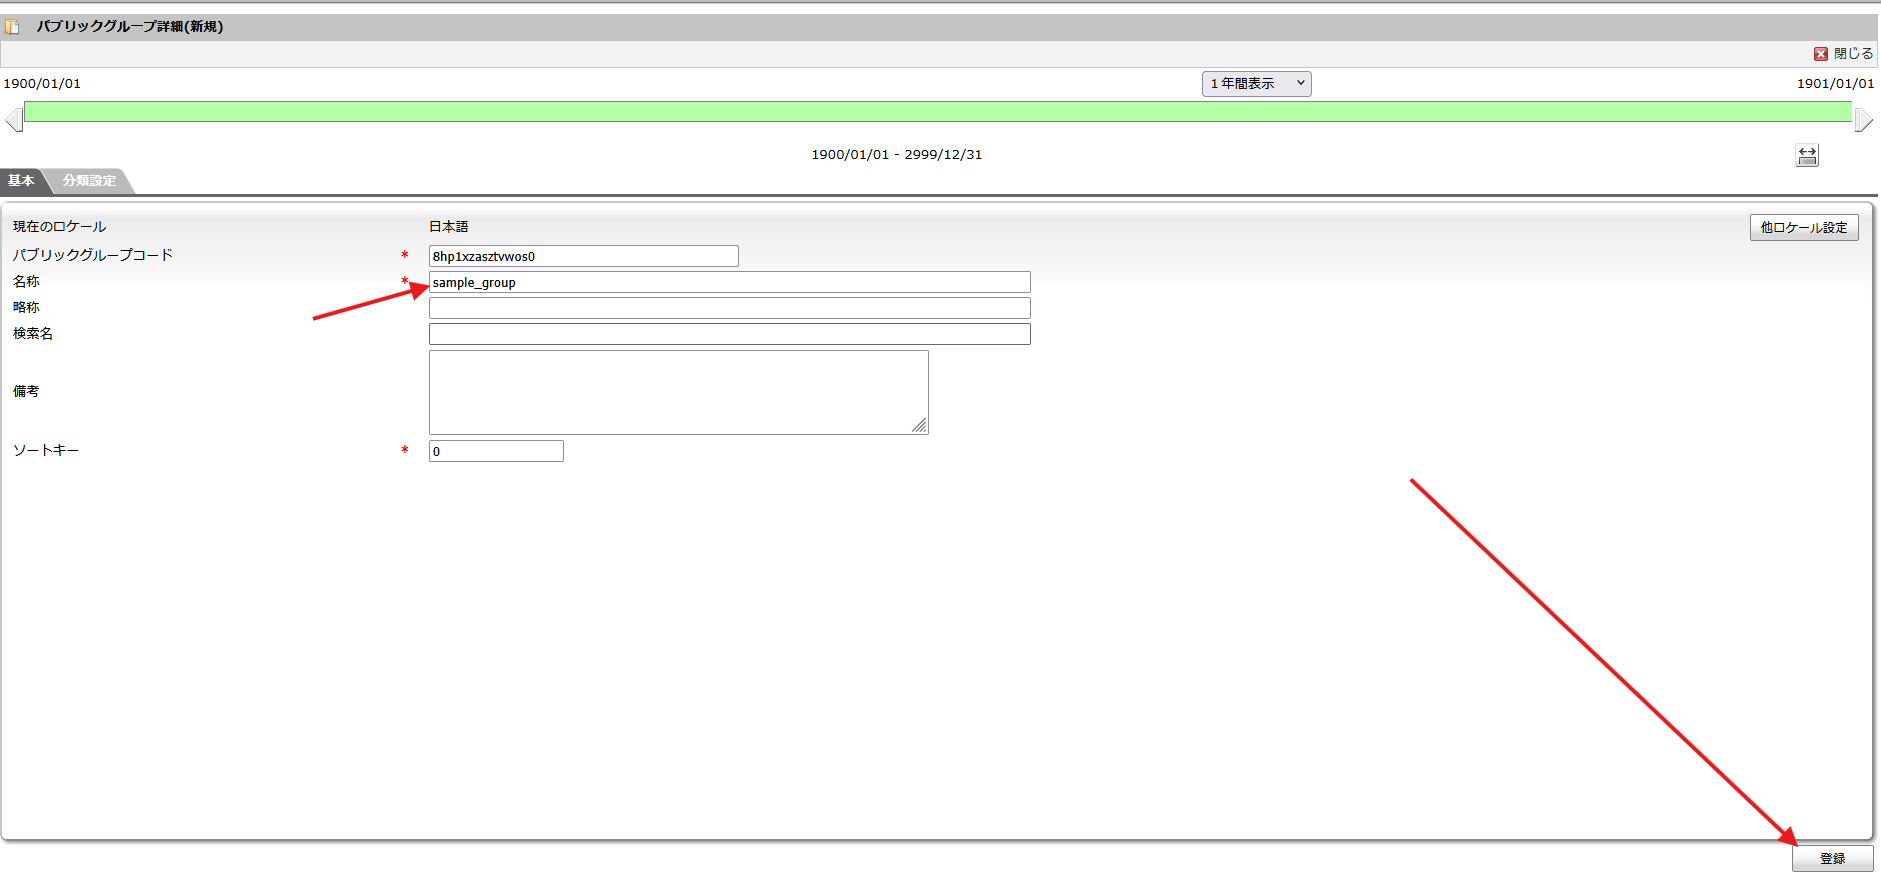 パブリックグループ詳細(新規)
閉じる
1900/01/01 1年間表示 1901/01/01
1900/01/01 - 2999/12/31
基本 分類設定
現在のロケール 日本語 他ロケール設定
パブリックグループコード * 8hp1xzasztvwos0
名称 * sample_group
略称
検索名
備考
ソートキー * 0
登録